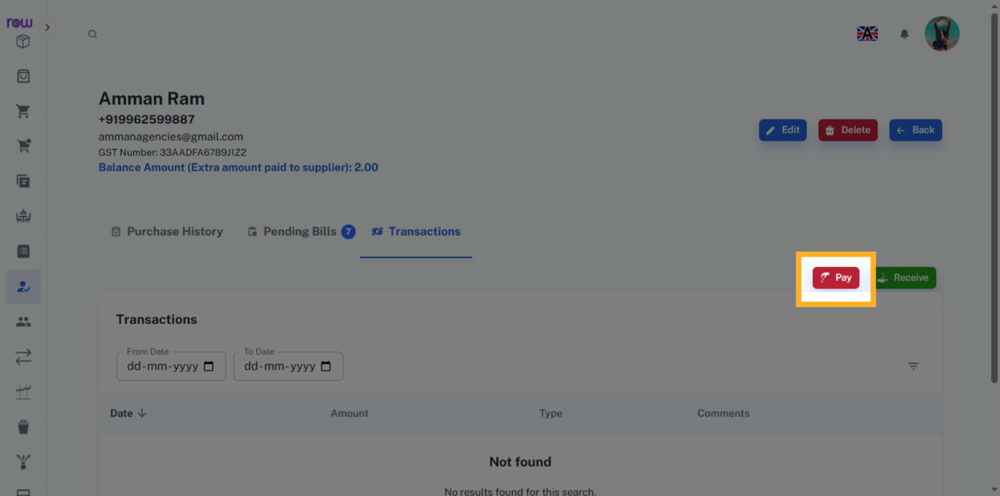 row
A
Amman Ram
+919962599887
ammanagencies@gmail.com
GST Number: 33AADFA6789J1Z2
Balance Amount (Extra amount paid to supplier): 2.00
Edit
Delete
Back
Purchase History
Pending Bills 7
Transactions
Pay
Receive
Transactions
From Date
To Date
dd-mm-yyyy
dd-mm-yyyy
Date
Amount
Type
Comments
Not found
No results found for this search.